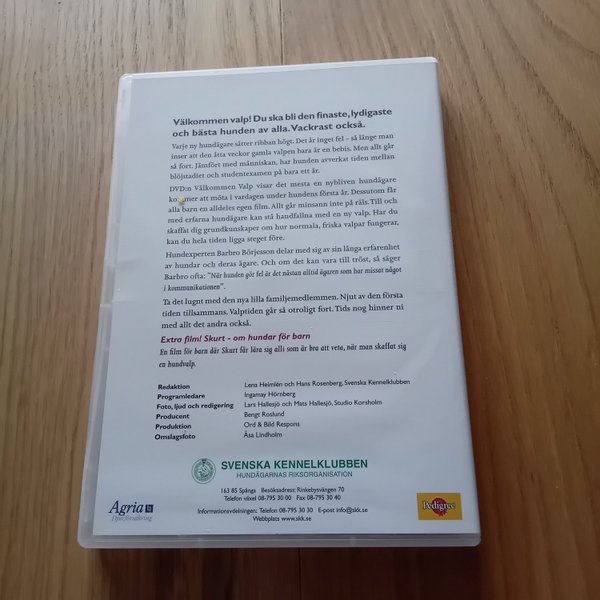 Välkommen valp! Du ska bli den finaste, lydigaste
och bästa hunden av alla. Vackrast också.
Varje ny hundägare sätter ribban högt. Det är inget fel - så länge man
inser att den åtta veckor gamla valpen bara är en bebis. Men allt går
så fort. Jämfört med människan, har hunden avverkat tiden mellan
blöjstadiet och studentexamen på bara ett år.
DVD:n Välkommen Valp visar det mesta en nybliven hundägare
kommer att möta i vardagen under hundens första år. Dessutom får
alla barn en alldeles egen film. Allt går minsann inte på räls. Till och
med erfarna hundägare kan stå handfallna med en ny valp. Har du
skaffat dig grundkunskaper om hur normala, friska valpar fungerar,
kan du hela tiden ligga steget före.
Hundexperten Barbro Börjesson delar med sig av sin långa erfarenhet
av hundar och deras ägare. Och om det kan vara till tröst, så säger
Barbro ofta: "När hunden gör fel är det nästan alltid ägaren som har missat något
i kommunikationen".
Ta det lugnt med den nya lilla familjemedlemmen. Njut av den första
tiden tillsammans. Valptiden går så otroligt fort. Tids nog hinner ni
med allt det andra också.
Extra film! Skurt - om hundar för barn
En film för barn där Skurt får lära sig allt som är bra att veta, när man skaffat sig
en hundvalp.
Redaktion Lena Heimlén och Hans Rosenberg, Svenska Kennelklubben
Programledare Ingamay Hörnberg
Foto, ljud och redigering Lars Hallesjö och Mats Hallesjö, Studio Korsholm
Producent Bengt Roslund
Produktion Ord & Bild Respons
Omslagsfoto Åsa Lindholm
SVENSKA KENNELKLUBBEN
HUNDÄGARNAS RIKSORGANISATION
163 85 Spånga Besöksadress: Rinkebysvängen 70
Telefon växel 08-795 30 00 Fax 08-795 30 40
Informationsavdelningen: Telefon 08-795 30 30 E-post info@skk.se
Webbplats www.skk.se
Agria
Djurförsäkring
Pedigree